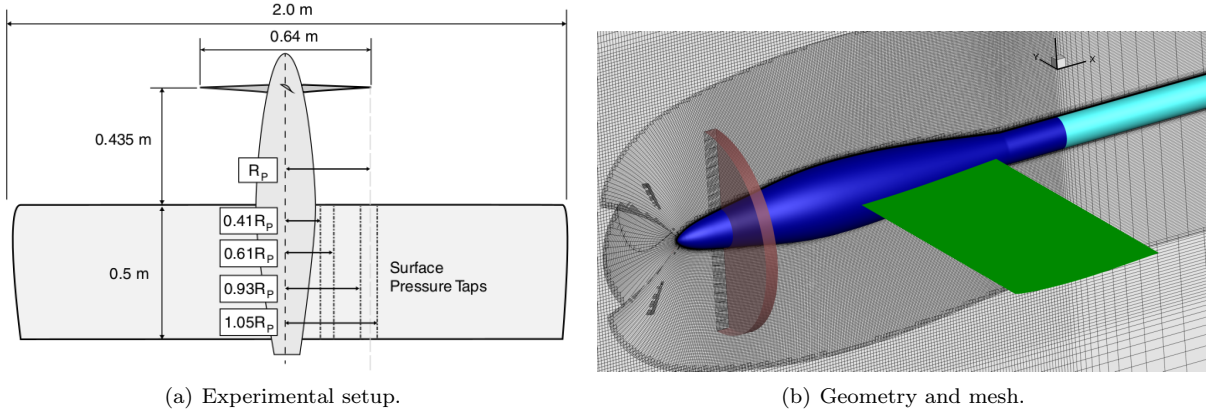 2.0 m
0.64 m
0.435 m
R_P
0.41R_P
0.61R_P
0.5 m
Surface
Pressure Taps
0.93R_P
1.05R_P
Y
X
(a) Experimental setup.
(b) Geometry and mesh.